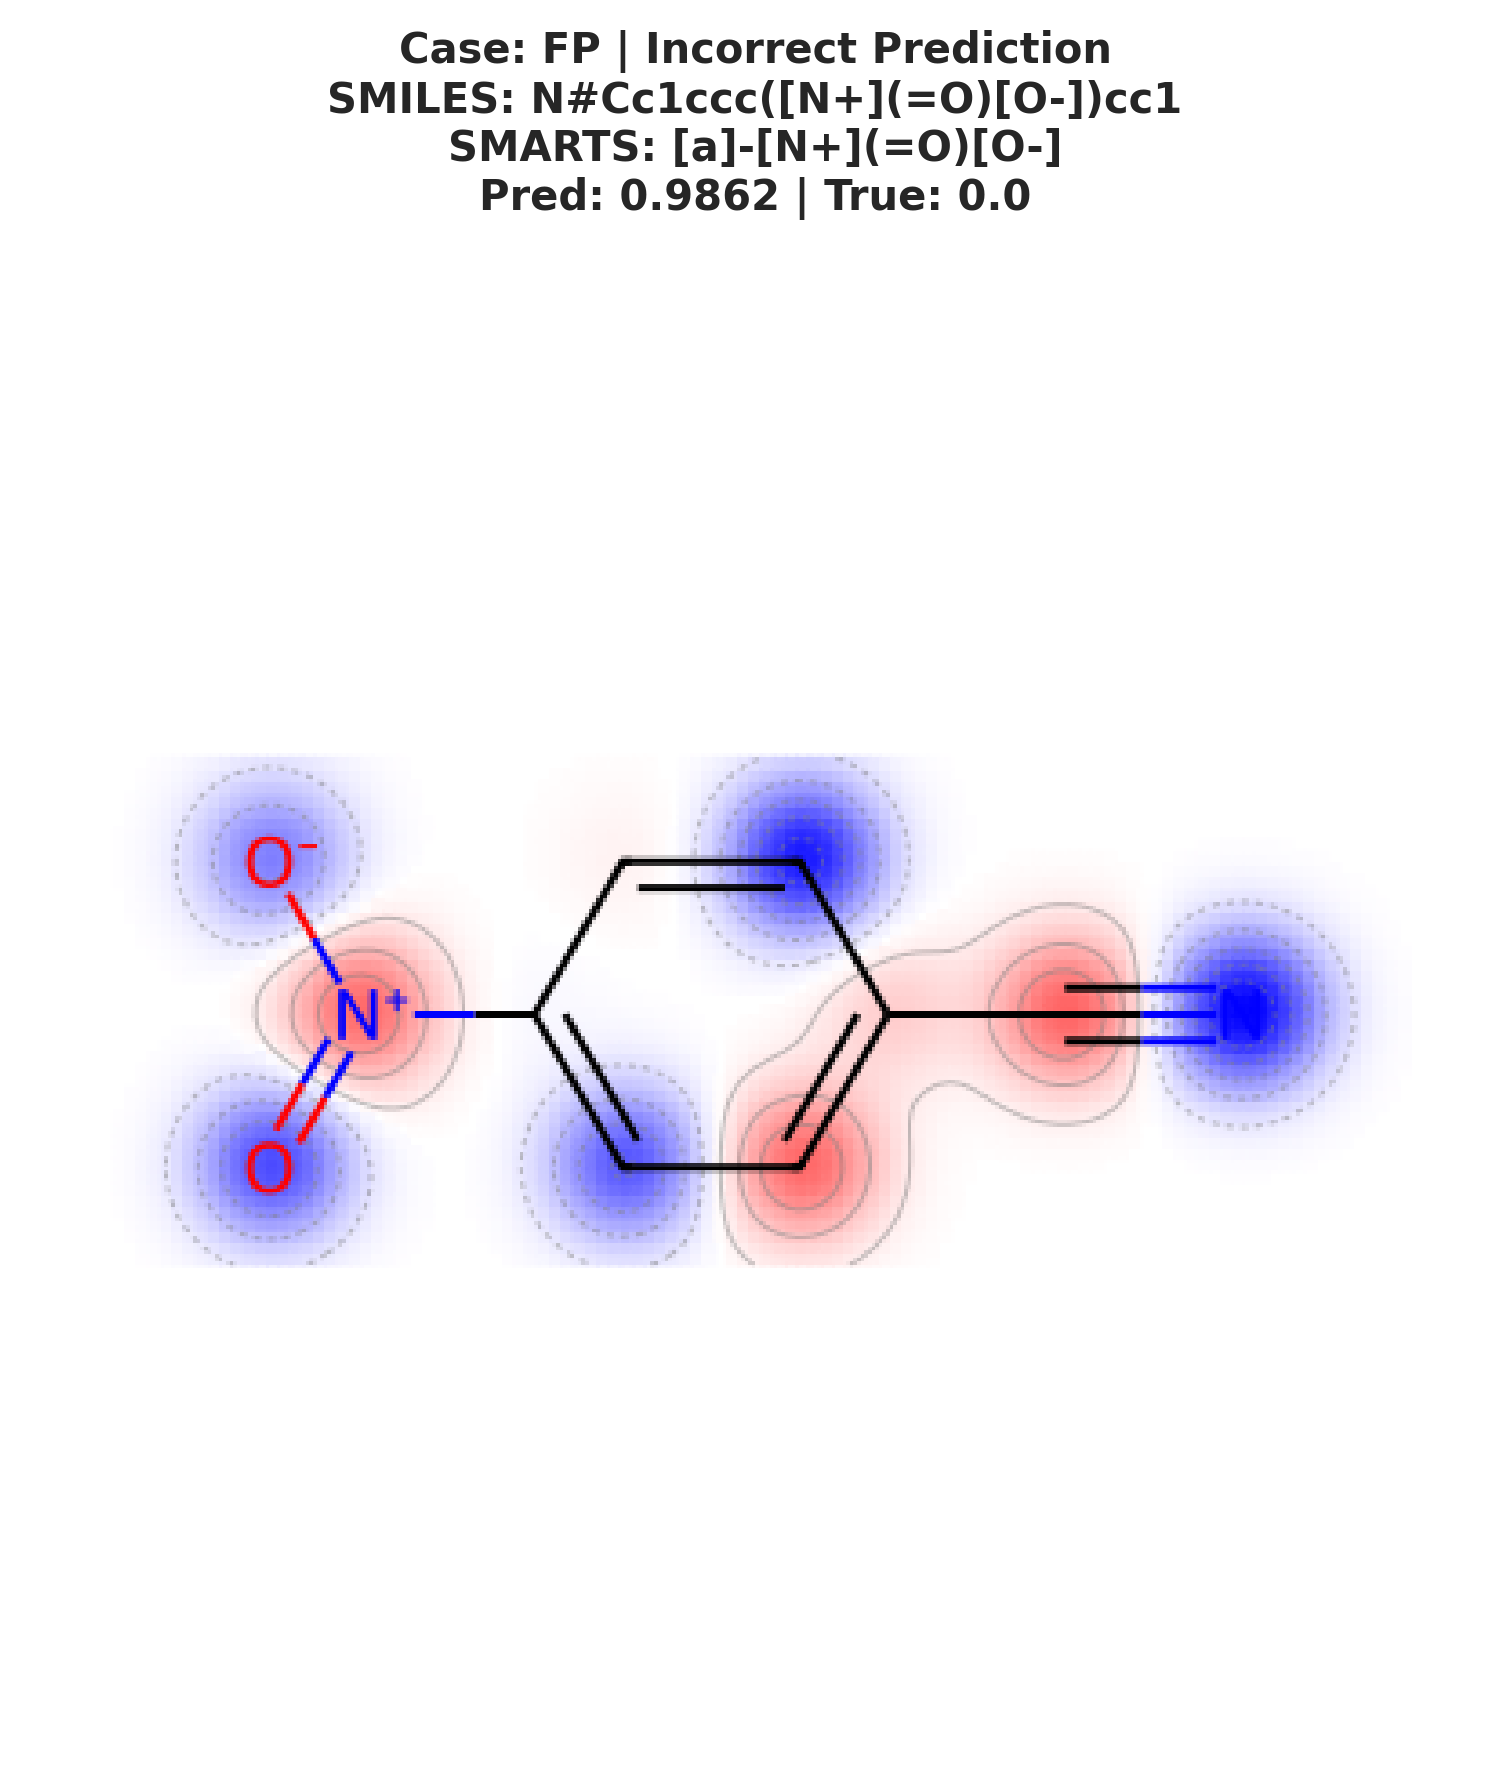 Case: FP | Incorrect Prediction
SMILES: N#Cc1ccc([N+](=O)[O-])cc1
SMARTS: [a]-[N+](=O)[O-]
Pred: 0.9862 | True: 0.0
O−
N+
N
O